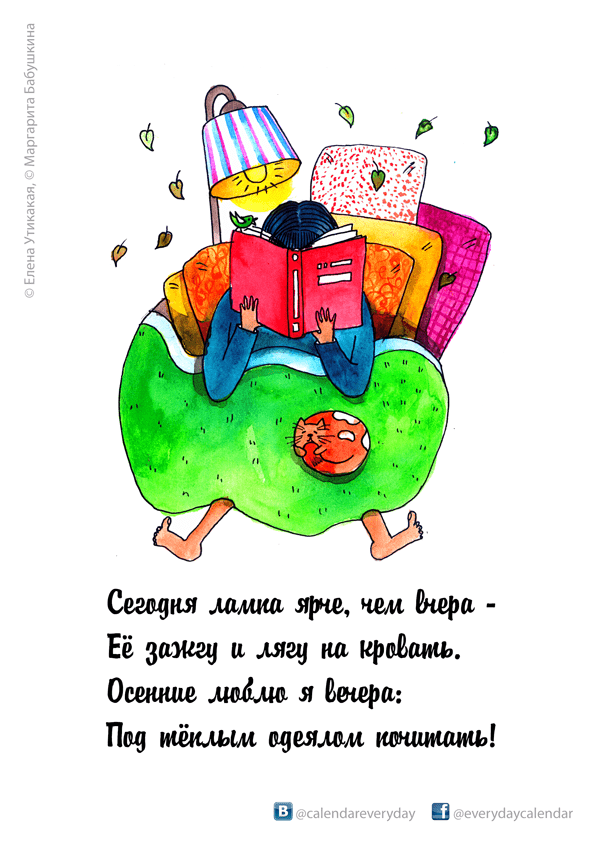 © Елена Утикакая, © Маргарита Бабушкина
Сегодня лампа ярче, чем вчера -
Её зажгу и лягу на кровать.
Осенние люблю я вечера:
Под тёплым одеялом почитать!
B @calendareveryday f @everydaycalendar